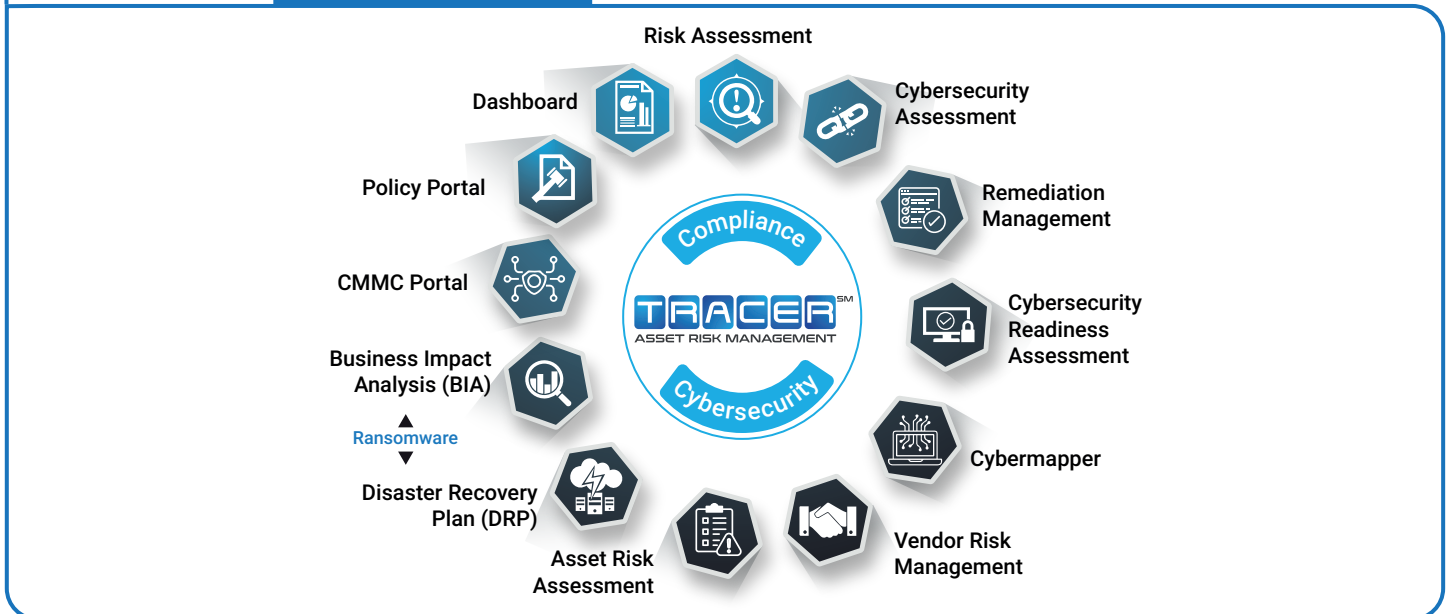 Risk Assessment
Dashboard
Cybersecurity
Assessment
Policy Portal
Remediation
Management
Compliance
CMMC Portal
TRACER SM
ASSET RISK MANAGEMENT
Cybersecurity
Readiness
Assessment
Business Impact
Analysis (BIA)
Cybersecurity
Ransomware
Cybermapper
Disaster Recovery
Plan (DRP)
Vendor Risk
Management
Asset Risk
Assessment